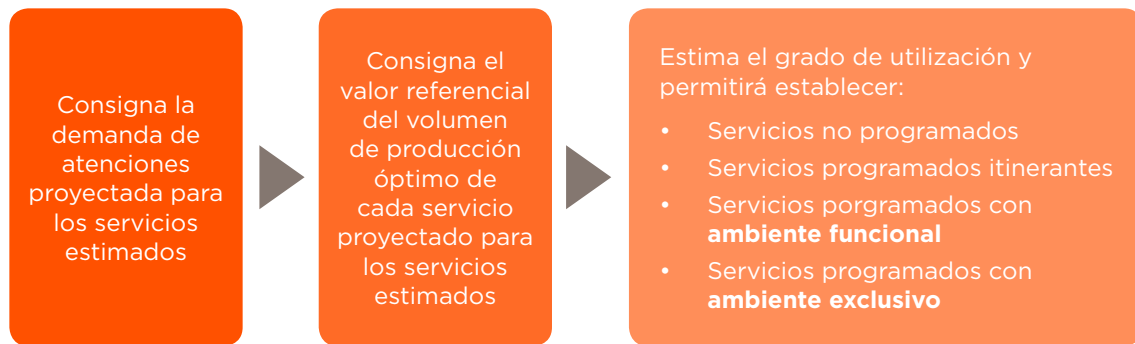 Consigna la
demanda de
atenciones
proyectada para
los servicios
estimados
Consigna el
valor referencial
del volumen
de producción
óptimo de
cada servicio
proyectado para
los servicios
estimados
Estima el grado de utilización y
permitirá establecer:
• Servicios no programados
• Servicios programados itinerantes
• Servicios porgramados con
ambiente funcional
• Servicios programados con
ambiente exclusivo